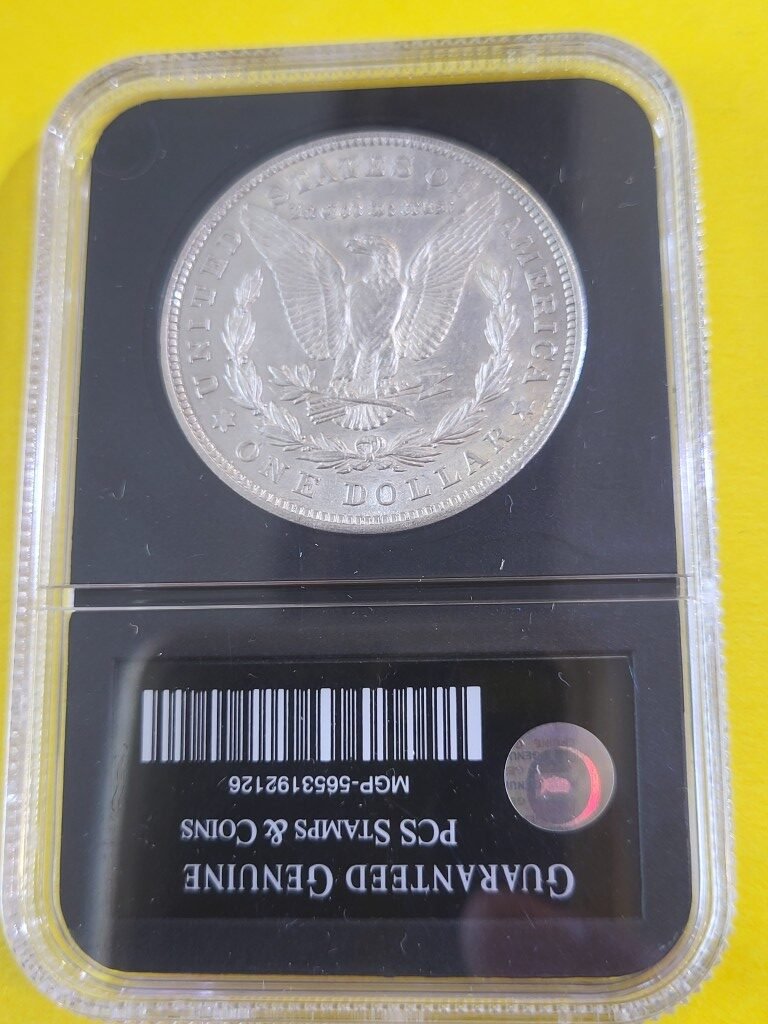 UNITED STATES OF AMERICA
In God we trust
ONE DOLLAR
GUARANTEED GENUINE
PCS STAMPS & COINS
MGP-5653192126